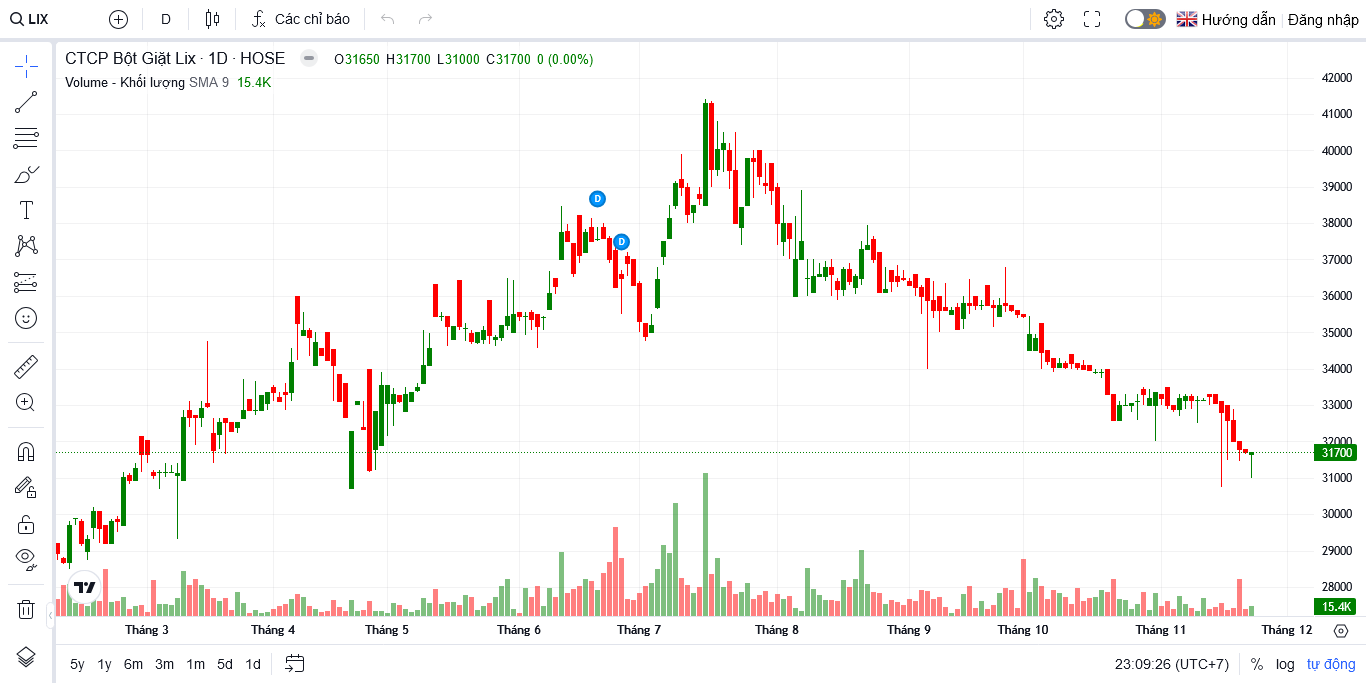 LIX D Các chỉ báo Hướng dẫn Đăng nhập
CTCP Bột Giặt Lix · 1D · HOSE O31650 H31700 L31000 C31700 0 (0.00%)
Volume - Khối lượng SMA 9 15.4K
42000
41000
40000
39000
38000
37000
36000
35000
34000
33000
32000
31700
31000
30000
29000
28000
15.4K
D
D
Tháng 3 Tháng 4 Tháng 5 Tháng 6 Tháng 7 Tháng 8 Tháng 9 Tháng 10 Tháng 11 Tháng 12
5y 1y 6m 3m 1m 5d 1d 23:09:26 (UTC+7) % log tự động